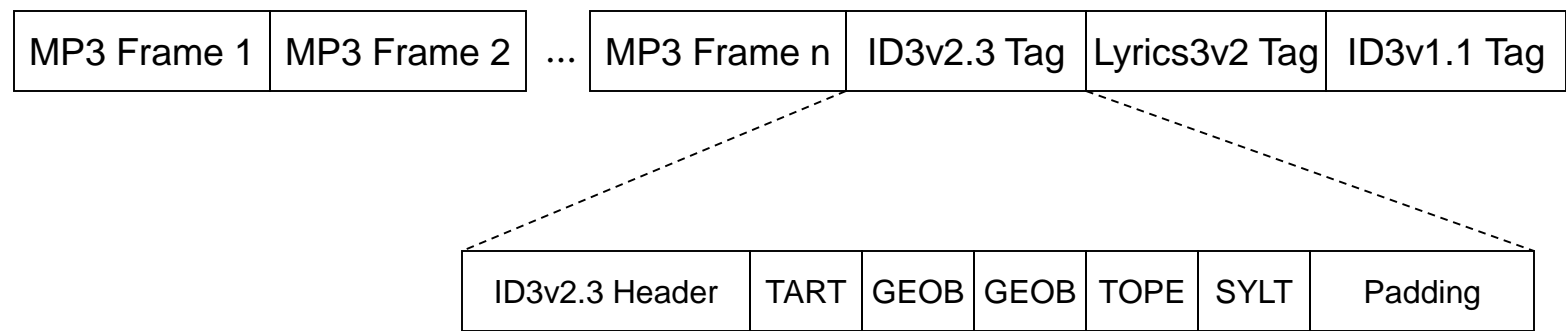 MP3 Frame 1 MP3 Frame 2 ... MP3 Frame n ID3v2.3 Tag Lyrics3v2 Tag ID3v1.1 Tag
ID3v2.3 Header TART GEOB GEOB TOPE SYLT Padding